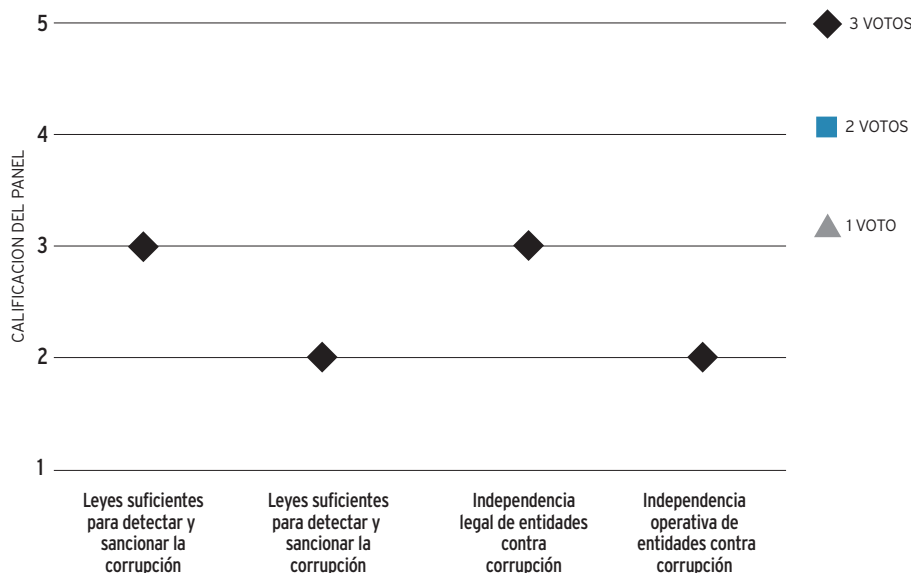 5
4
3
2
1
CALIFICACION DEL PANEL
3 VOTOS
2 VOTOS
1 VOTO
Leyes suficientes
para detectar y
sancionar la
corrupción
Leyes suficientes
para detectar y
sancionar la
corrupción
Independencia
legal de entidades
contra
corrupción
Independencia
operativa de
entidades contra
corrupción